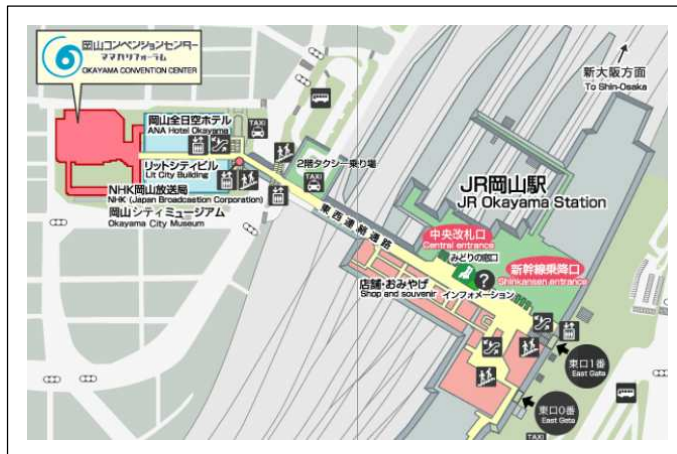 岡山コンベンションセンター
ママカリフォーラム
OKAYAMA CONVENTION CENTER
新大阪方面
To Shin-Osaka
岡山全日空ホテル
ANA Hotel Okayama
TAXI
リットシティビル
Lit City Building
2階タクシー乗り場
TAXI
NHK岡山放送局
NHK (Japan Broadcastion Corporation)
岡山シティミュージアム
Okayama City Museum
東西連絡通路
JR岡山駅
JR Okayama Station
中央改札口
Central entrance
みどりの窓口
新幹線乗降口
Shinkansen entrance
?
店舗・おみやげ
Shop and souvenir
インフォメーション
東口1番
East Gate
東口0番
East Gate
TAXI